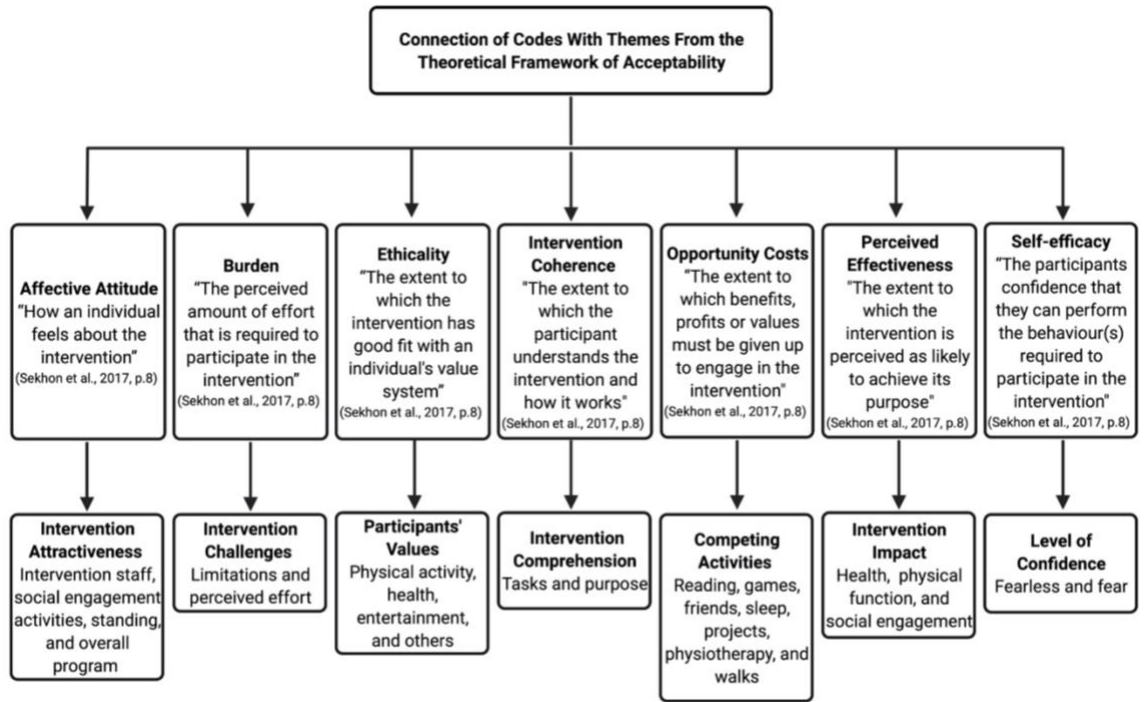 Connection of Codes With Themes From the
Theoretical Framework of Acceptability
Affective Attitude
“How an individual
feels about the
intervention”
(Sekhon et al., 2017, p.8)
Burden
“The perceived
amount of effort
that is required to
participate in the
intervention”
(Sekhon et al., 2017, p.8)
Ethicality
“The extent to
which the
intervention has
good fit with an
individual's value
system”
(Sekhon et al., 2017, p.8)
Intervention
Coherence
"The extent to
which the
participant
understands the
intervention and
how it works"
(Sekhon et al., 2017, p.8)
Opportunity Costs
"The extent to
which benefits,
profits or values
must be given up
to engage in the
intervention"
(Sekhon et al., 2017, p.8)
Perceived
Effectiveness
"The extent to
which the
intervention is
perceived as likely
to achieve its
purpose"
(Sekhon et al., 2017, p.8)
Self-efficacy
“The participants
confidence that
they can perform
the behaviour(s)
required to
participate in the
intervention"
(Sekhon et al., 2017, p.8)
Intervention
Attractiveness
Intervention staff,
social engagement
activities, standing,
and overall
program
Intervention
Challenges
Limitations and
perceived effort
Participants'
Values
Physical activity,
health,
entertainment,
and others
Intervention
Comprehension
Tasks and purpose
Competing
Activities
Reading, games,
friends, sleep,
projects,
physiotherapy, and
walks
Intervention
Impact
Health, physical
function, and
social engagement
Level of
Confidence
Fearless and fear